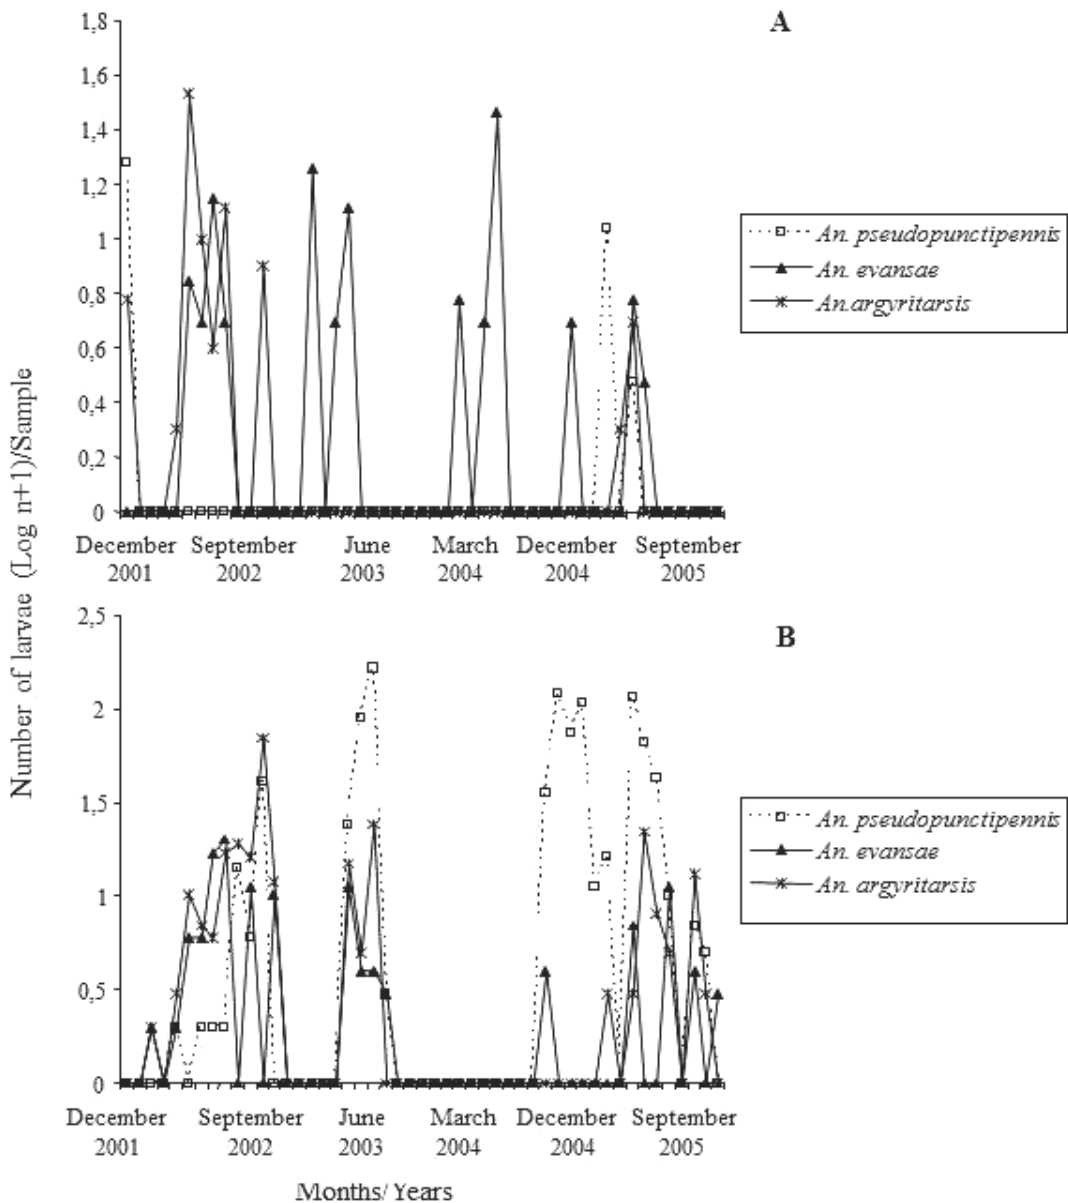 A
1,8
1,6
1,4
1,2
1
0,8
0,6
0,4
0,2
0
An. pseudopunctipennis
An. evansae
An.argyritarsis
December September June March December September
2001 2002 2003 2004 2004 2005
Number of larvae (Log n+1)/Sample
B
2,5
2
1,5
1
0,5
0
An. pseudopunctipennis
An. evansae
An. argyritarsis
December September June March December September
2001 2002 2003 2004 2004 2005
Months/Years